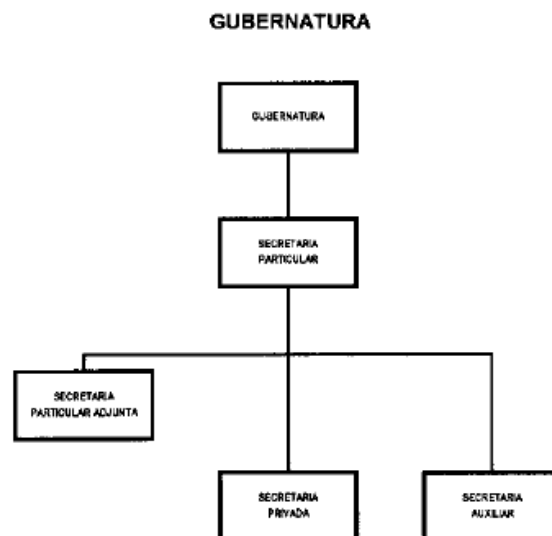 GUBERNATURA
GUBERNATURA
SECRETARIA
PARTICULAR
SECRETARIA
PARTICULAR ADJUNTA
SECRETARIA
PRIVADA
SECRETARIA
AUXILIAR